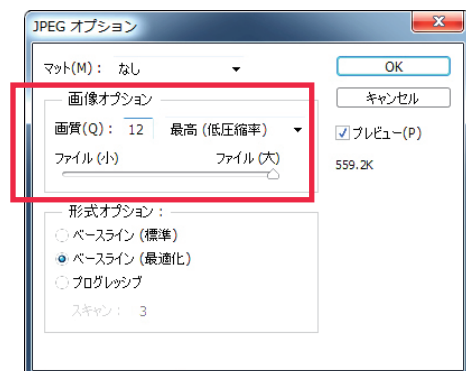 JPEG オプション
マット(M)： なし
OK
キャンセル
プレビュー(P)
559.2K
画像オプション
画質(Q)： 12 最高 (低圧縮率)
ファイル (小) ファイル (大)
形式オプション：
ベースライン (標準)
ベースライン (最適化)
プログレッシブ
スキャン： 3